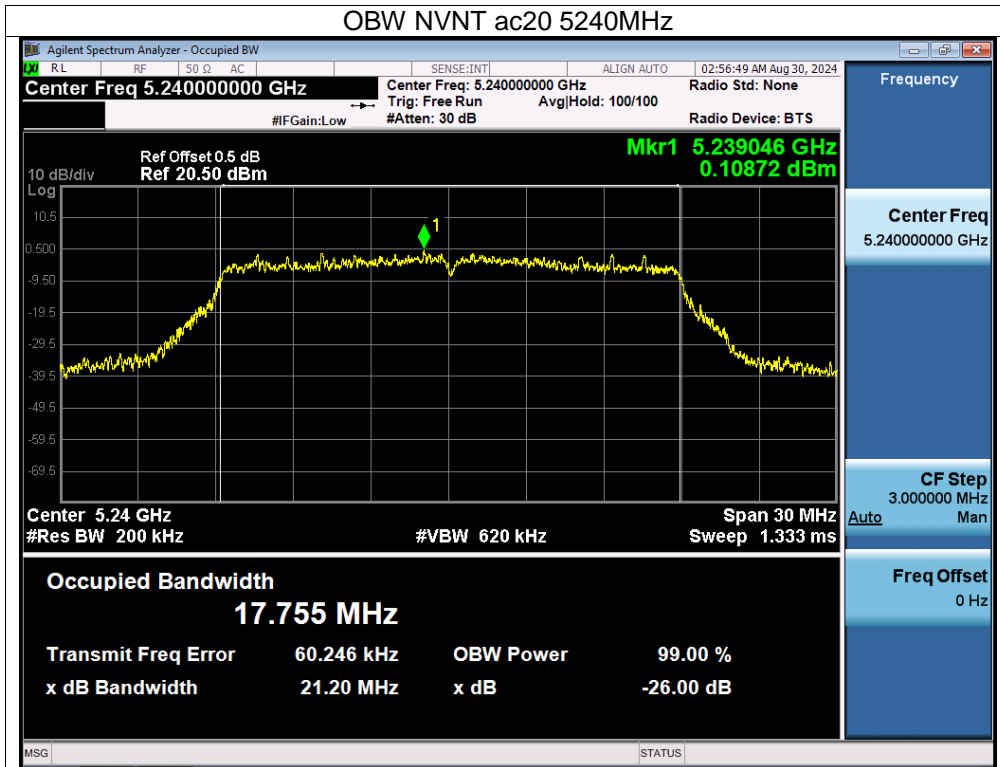 OBW NVNT ac20 5240MHz
Agilent Spectrum Analyzer - Occupied BW
LXI RL RF 50 Ω AC SENSE:INT ALIGN AUTO 02:56:49 AM Aug 30, 2024
Center Freq 5.240000000 GHz
Center Freq: 5.240000000 GHz
Radio Std: None
Trig: Free Run Avg|Hold: 100/100
#IFGain:Low
#Atten: 30 dB
Radio Device: BTS
Frequency
Mkr1 5.239046 GHz
0.10872 dBm
Ref Offset 0.5 dB
10 dB/div Ref 20.50 dBm
Log
10.5
0.500
-9.50
-19.5
-29.5
-39.5
-49.5
-59.5
-69.5
1
Center 5.24 GHz Span 30 MHz
#Res BW 200 kHz #VBW 620 kHz Sweep 1.333 ms
Center Freq
5.240000000 GHz
CF Step
3.000000 MHz
Auto Man
Freq Offset
0 Hz
Occupied Bandwidth
17.755 MHz
Transmit Freq Error 60.246 kHz OBW Power 99.00 %
x dB Bandwidth 21.20 MHz x dB -26.00 dB
MSG STATUS